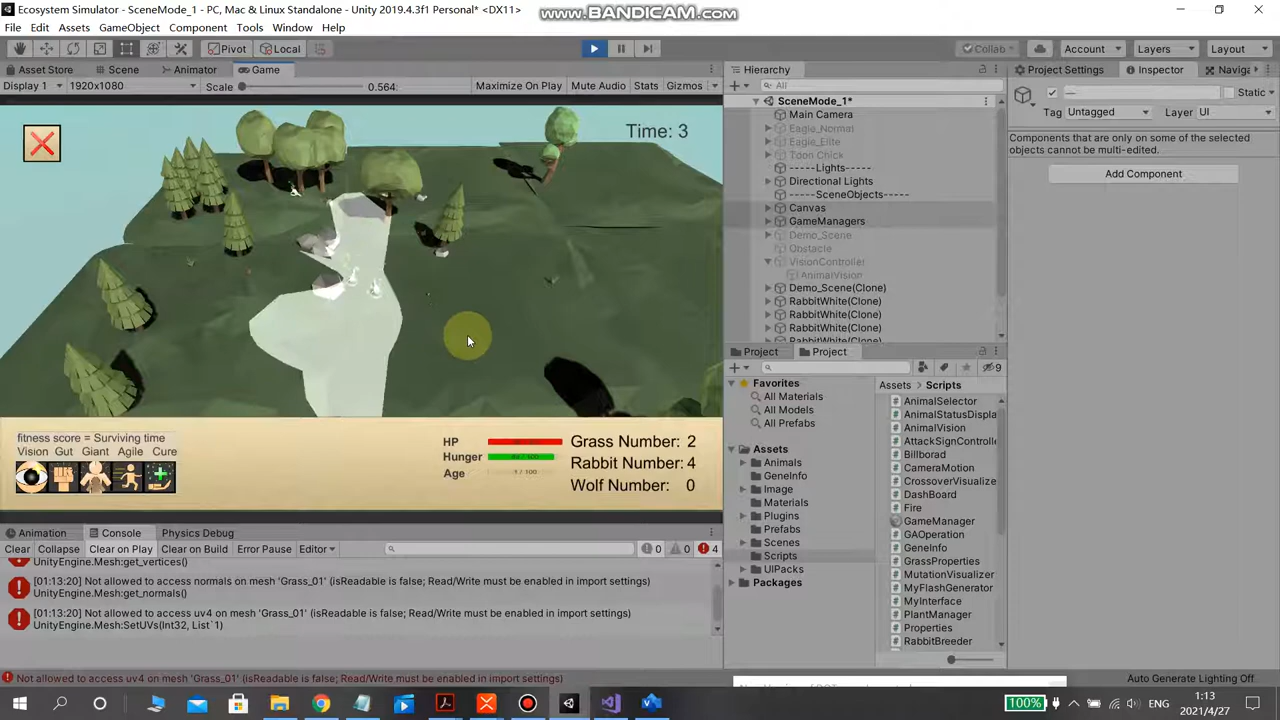 Ecosystem Simulator - SceneMode_1 - PC, Mac & Linux Standalone - Unity 2019.4.3f1 Personal* <DX11>
www.BANDICAM.com
File Edit Assets GameObject Component Tools Window Help
Pivot Local Collab Account Layers Layout
Asset Store Scene Animator Game
Display 1 1920x1080 Scale 0.564: Maximize On Play Mute Audio Stats Gizmos
Time: 3
fitness score = Surviving time
Vision Gut Giant Agile Cure
HP
Hunger
Age 1 / 100
Grass Number: 2
Rabbit Number: 4
Wolf Number: 0
Animation Console Physics Debug
Clear Collapse Clear on Play Clear on Build Error Pause Editor 0 0 4
UnityEngine.Mesh:get_vertices()
[01:13:20] Not allowed to access normals on mesh 'Grass_01' (isReadable is false; Read/Write must be enabled in import settings)
UnityEngine.Mesh:get_normals()
[01:13:20] Not allowed to access uv4 on mesh 'Grass_01' (isReadable is false; Read/Write must be enabled in import settings)
UnityEngine.Mesh:SetUVs(Int32, List`1)
Not allowed to access uv4 on mesh 'Grass_01' (isReadable is false; Read/Write must be enabled in import settings)
Hierarchy
All
SceneMode_1*
Main Camera
Eagle_Normal
Eagle_Elite
Toon Chick
-----Lights-----
Directional Lights
-----SceneObjects-----
Canvas
GameManagers
Demo_Scene
Obstacle
VisionController
AnimalVision
Demo_Scene(Clone)
RabbitWhite(Clone)
RabbitWhite(Clone)
RabbitWhite(Clone)
RabbitWhite(Clone)
Project Project
9
Favorites
All Materials
All Models
All Prefabs
Assets
Animals
GeneInfo
Image
Materials
Plugins
Prefabs
Scenes
Scripts
UIPacks
Packages
Assets > Scripts
AnimalSelector
AnimalStatusDispla
AnimalVision
AttackSignControlle
Billborad
CameraMotion
CrossoverVisualize
DashBoard
Fire
GameManager
GAOperation
GeneInfo
GrassProperties
MutationVisualizer
MyFlashGenerator
MyInterface
PlantManager
Properties
RabbitBreeder
Project Settings Inspector Naviga
— Static
Tag Untagged Layer UI
Components that are only on some of the selected
objects cannot be multi-edited.
Add Component
Auto Generate Lighting Off
100% ENG 1:13
2021/4/27